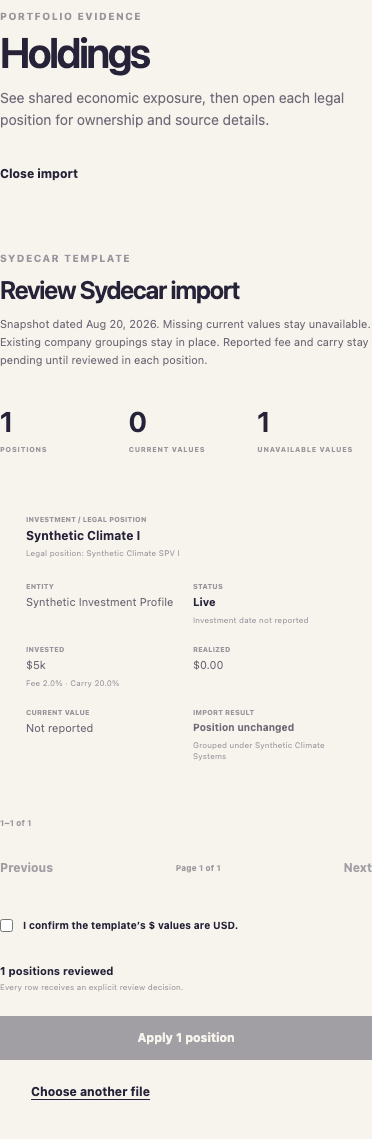 PORTFOLIO EVIDENCE
Holdings
See shared economic exposure, then open each legal
position for ownership and source details.
Close import
SYDECAR TEMPLATE
Review Sydecar import
Snapshot dated Aug 20, 2026. Missing current values stay unavailable.
Existing company groupings stay in place. Reported fee and carry stay
pending until reviewed in each position.
1 0 1
POSITIONS CURRENT VALUES UNAVAILABLE VALUES
INVESTMENT / LEGAL POSITION
Synthetic Climate I
Legal position: Synthetic Climate SPV I
ENTITY STATUS
Synthetic Investment Profile Live
Investment date not reported
INVESTED REALIZED
$5k $0.00
Fee 2.0% · Carry 20.0%
CURRENT VALUE IMPORT RESULT
Not reported Position unchanged
Grouped under Synthetic Climate
Systems
1–1 of 1
Previous Page 1 of 1 Next
I confirm the template’s $ values are USD.
1 positions reviewed
Every row receives an explicit review decision.
Apply 1 position
Choose another file